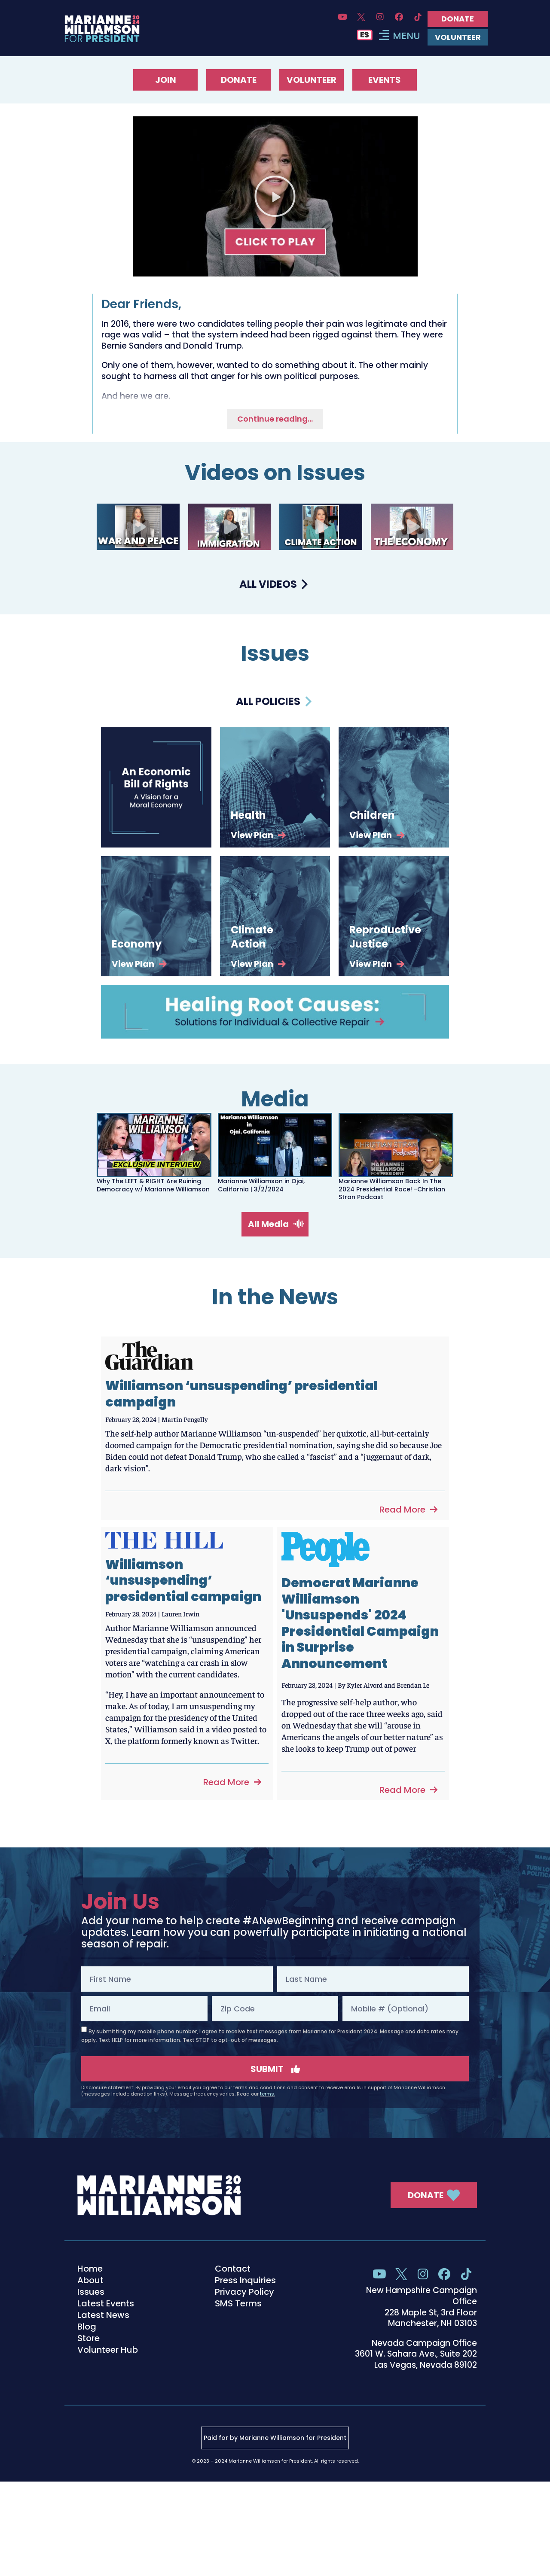 MARIANNE 2024
WILLIAMSON
FOR PRESIDENT
DONATE
ES
MENU
VOLUNTEER
JOIN
DONATE
VOLUNTEER
EVENTS
CLICK TO PLAY
Dear Friends,
In 2016, there were two candidates telling people their pain was legitimate and their
rage was valid – that the system indeed had been rigged against them. They were
Bernie Sanders and Donald Trump.
Only one of them, however, wanted to do something about it. The other mainly
sought to harness all that anger for his own political purposes.
And here we are.
Continue reading...
Videos on Issues
WAR AND PEACE
IMMIGRATION
CLIMATE ACTION
THE ECONOMY
ALL VIDEOS
Issues
ALL POLICIES
An Economic
Bill of Rights
A Vision for a
Moral Economy
Health
View Plan
Children
View Plan
Economy
View Plan
Climate
Action
View Plan
Reproductive
Justice
View Plan
Healing Root Causes:
Solutions for Individual & Collective Repair
Media
MARIANNE
WILLIAMSON
EXCLUSIVE INTERVIEW
Why The LEFT & RIGHT Are Ruining
Democracy w/ Marianne Williamson
Marianne Williamson
in
Ojai, California
Marianne Williamson in Ojai,
California | 3/2/2024
Podcast
Marianne Williamson Back In The
2024 Presidential Race! -Christian
Stran Podcast
All Media
In the News
The
Guardian
Williamson ‘unsuspending’ presidential
campaign
February 28, 2024 | Martin Pengelly
The self-help author Marianne Williamson “un-suspended” her quixotic, all-but-certainly
doomed campaign for the Democratic presidential nomination, saying she did so because Joe
Biden could not defeat Donald Trump, who she called a “fascist” and a “juggernaut of dark,
dark vision”.
Read More
THE HILL
Williamson
‘unsuspending’
presidential campaign
February 28, 2024 | Lauren Irwin
Author Marianne Williamson announced
Wednesday that she is “unsuspending” her
presidential campaign, claiming American
voters are “watching a car crash in slow
motion” with the current candidates.
“Hey, I have an important announcement to
make. As of today, I am unsuspending my
campaign for the presidency of the United
States,” Williamson said in a video posted to
X, the platform formerly known as Twitter.
Read More
People
Democrat Marianne
Williamson
'Unsuspends' 2024
Presidential Campaign
in Surprise
Announcement
February 28, 2024 | By Kyler Alvord and Brendan Le
The progressive self-help author, who
dropped out of the race three weeks ago, said
on Wednesday that she will “arouse in
Americans the angels of our better nature” as
she looks to keep Trump out of power
Read More
Join Us
Add your name to help create #ANewBeginning and receive campaign
updates. Learn how you can powerfully participate in initiating a national
season of repair.
First Name
Last Name
Email
Zip Code
Mobile # (Optional)
By submitting my mobile phone number, I agree to receive text messages from Marianne for President 2024. Message and data rates may
apply. Text HELP for more information. Text STOP to opt-out of messages.
SUBMIT
Disclosure statement: By providing your email you agree to our terms and conditions and consent to receive emails in support of Marianne Williamson
(messages include donation links). Message frequency varies. Read our terms.
MARIANNE 2024
WILLIAMSON
DONATE
Home
About
Issues
Latest Events
Latest News
Blog
Store
Volunteer Hub
Contact
Press Inquiries
Privacy Policy
SMS Terms
New Hampshire Campaign
Office
228 Maple St, 3rd Floor
Manchester, NH 03103
Nevada Campaign Office
3601 W. Sahara Ave., Suite 202
Las Vegas, Nevada 89102
Paid for by Marianne Williamson for President
© 2023 – 2024 Marianne Williamson for President. All rights reserved.